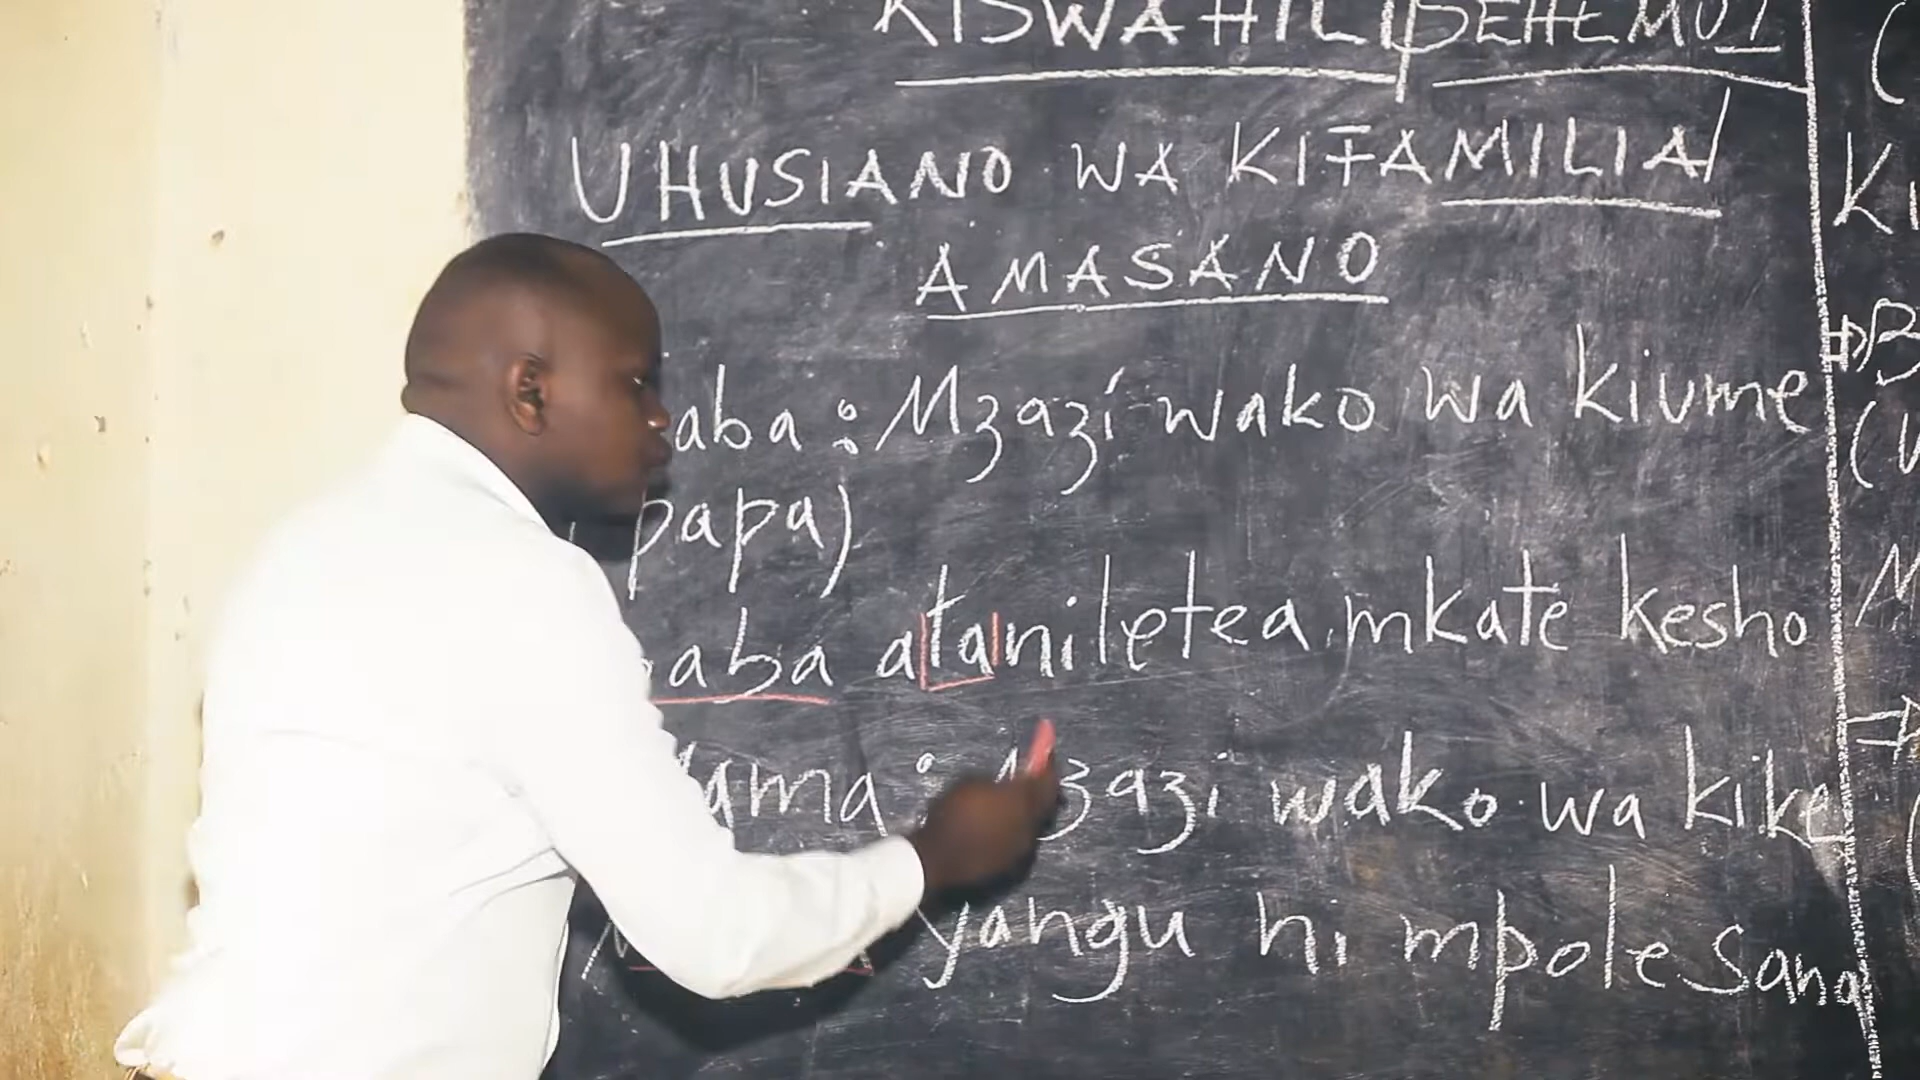 KISWAHILI SEHEMU 1
UHUSIANO WA KIFAMILIA/
AMASANO
aba : Mzazi wako wa kiume
papa)
aba ataniletea mkate kesho
ama : Mzazi wako wa kike
yangu ni mpole sana